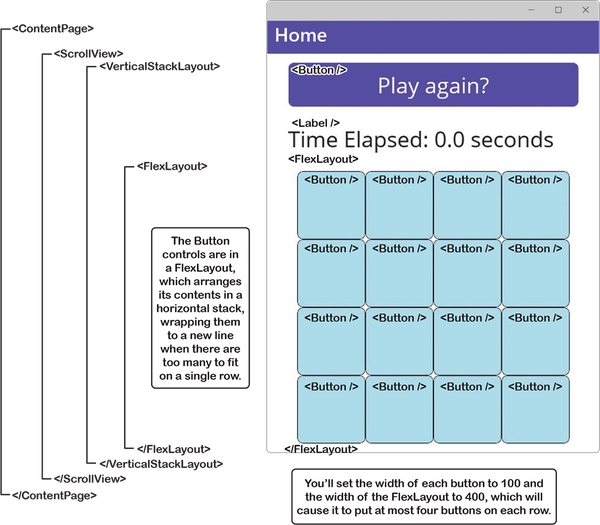 <ContentPage>
<ScrollView>
<VerticalStackLayout>
<FlexLayout>
The Button
controls are in
a FlexLayout,
which arranges
its contents in a
horizontal stack,
wrapping them
to a new line
when there are
too many to fit
on a single row.
</FlexLayout>
</VerticalStackLayout>
</ScrollView>
</ContentPage>
Home
<Button />
Play again?
<Label />
Time Elapsed: 0.0 seconds
<FlexLayout>
<Button /> <Button /> <Button /> <Button />
<Button /> <Button /> <Button /> <Button />
<Button /> <Button /> <Button /> <Button />
<Button /> <Button /> <Button /> <Button />
</FlexLayout>
You'll set the width of each button to 100 and
the width of the FlexLayout to 400, which will
cause it to put at most four buttons on each row.